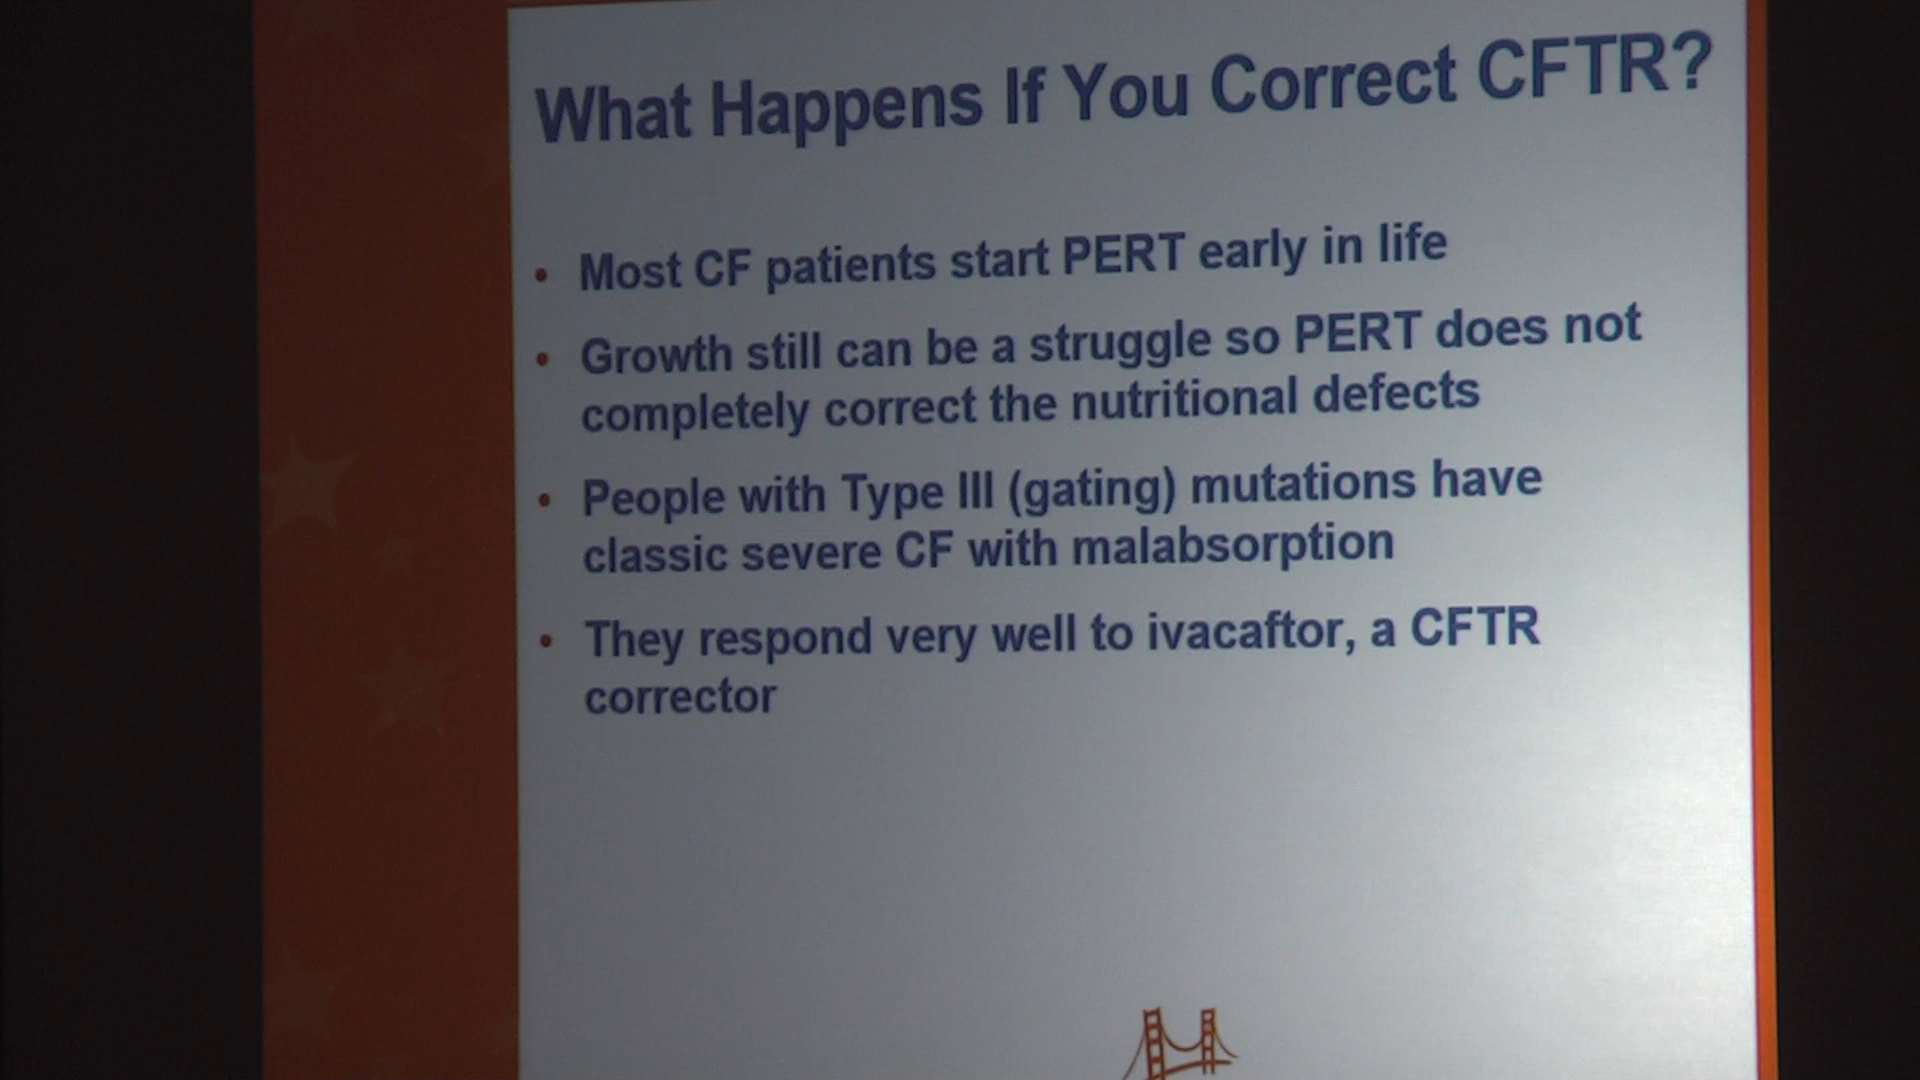 What Happens If You Correct CFTR?
• Most CF patients start PERT early in life
• Growth still can be a struggle so PERT does not
completely correct the nutritional defects
• People with Type III (gating) mutations have
classic severe CF with malabsorption
• They respond very well to ivacaftor, a CFTR
corrector